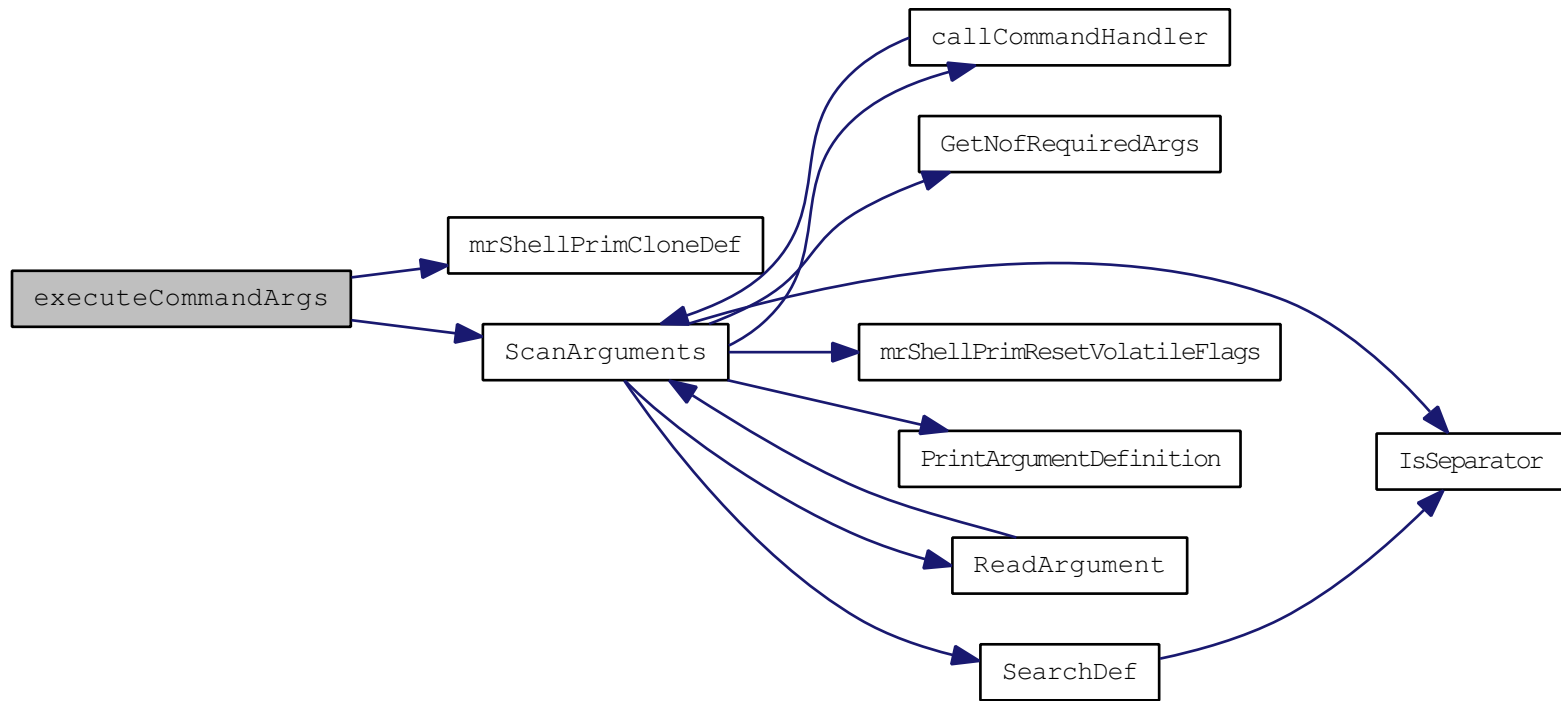 callCommandHandler
GetNofRequiredArgs
mrShellPrimCloneDef
executeCommandArgs
ScanArguments
mrShellPrimResetVolatileFlags
PrintArgumentDefinition
IsSeparator
ReadArgument
SearchDef